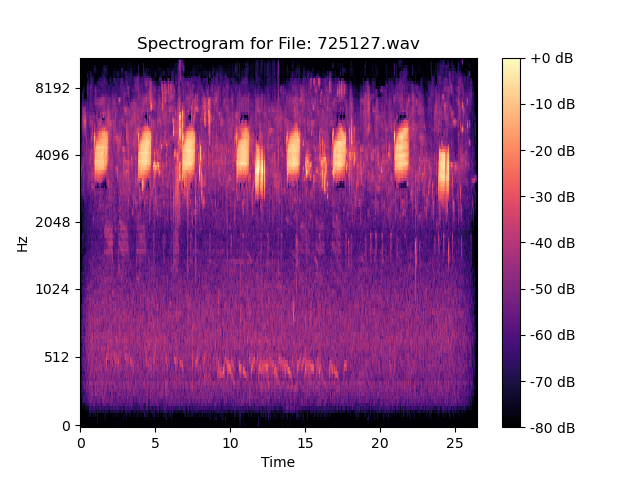 Spectrogram for File: 725127.wav
+0 dB
8192
-10 dB
4096
-20 dB
-30 dB
2048
-40 dB
Hz
1024
-50 dB
512
-60 dB
-70 dB
0
-80 dB
0 5 10 15 20 25
Time